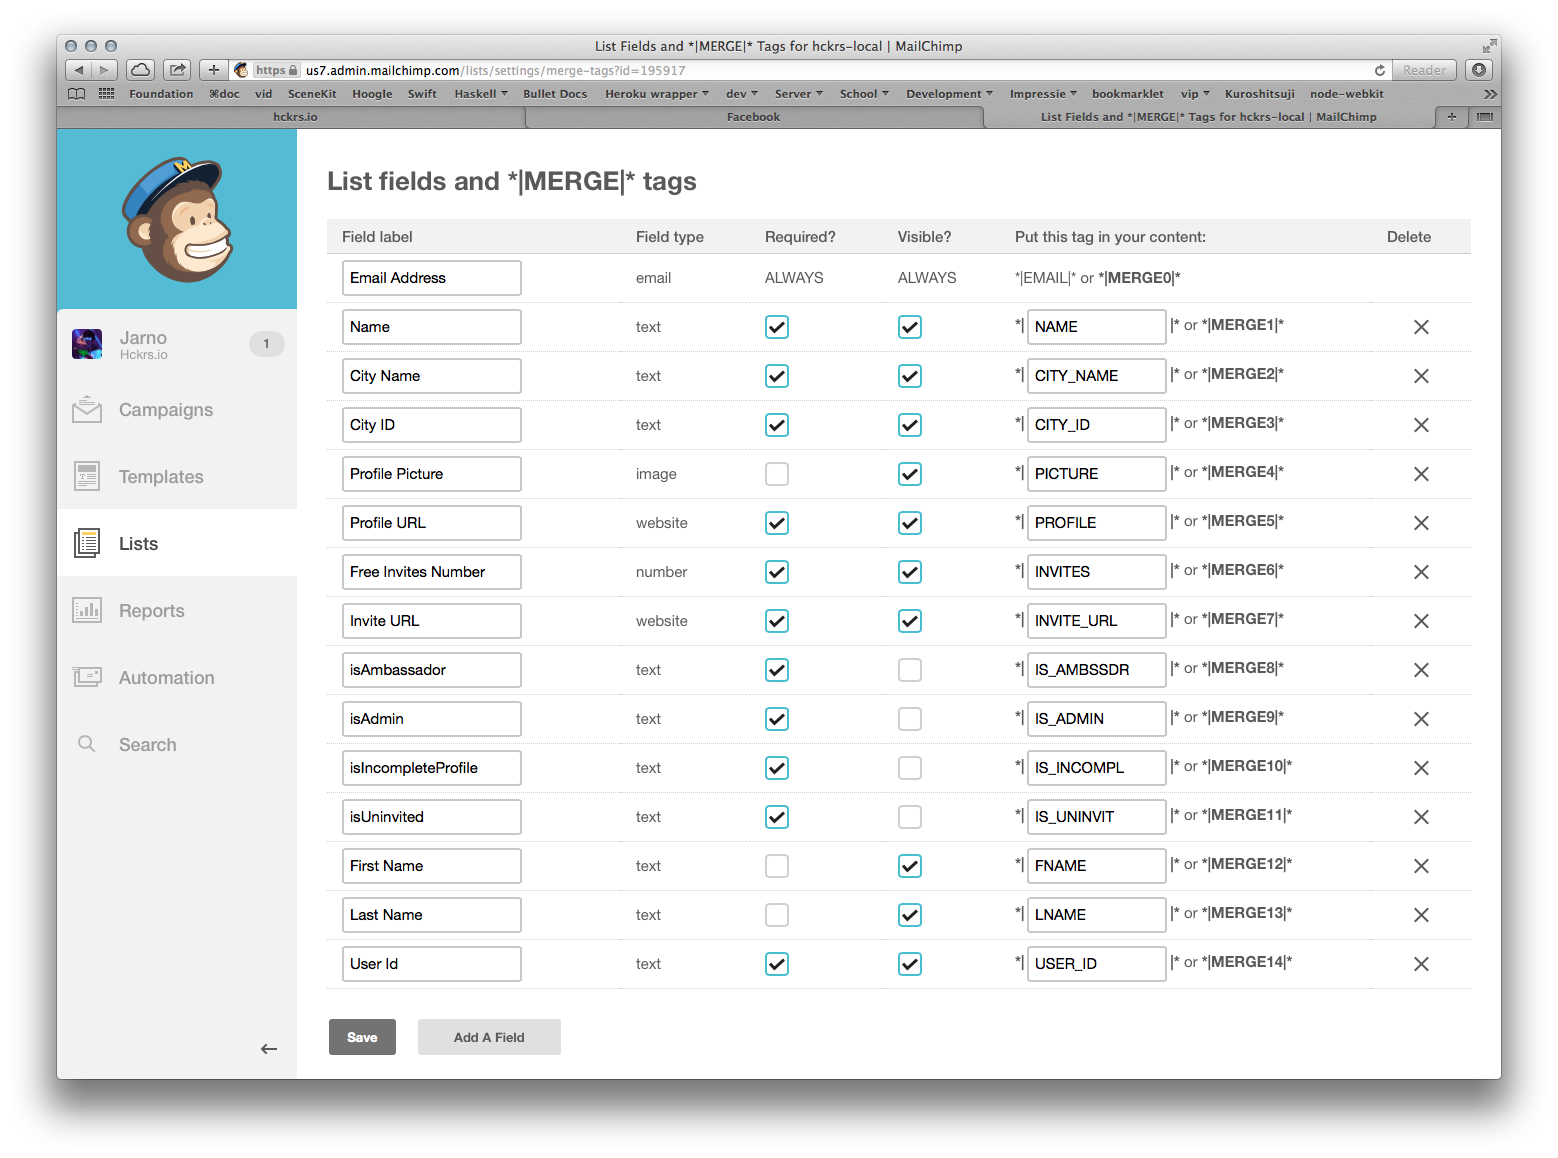 List Fields and *|MERGE|* Tags for hckrs-local | MailChimp
https us7.admin.mailchimp.com/lists/settings/merge-tags?id=195917 Reader
Foundation ⌘doc vid SceneKit Hoogle Swift Haskell Bullet Docs Heroku wrapper dev Server School Development Impressie bookmarklet vip Kuroshitsuji node-webkit
hckrs.io Facebook List Fields and *|MERGE|* Tags for hckrs-local | MailChimp
M
Jarno
Hckrs.io
1
Campaigns
Templates
Lists
Reports
Automation
Search
List fields and *|MERGE|* tags
Field label Field type Required? Visible? Put this tag in your content: Delete
Email Address email ALWAYS ALWAYS *|EMAIL|* or *|MERGE0|*
Name text *| NAME |* or *|MERGE1|*
City Name text *| CITY_NAME |* or *|MERGE2|*
City ID text *| CITY_ID |* or *|MERGE3|*
Profile Picture image *| PICTURE |* or *|MERGE4|*
Profile URL website *| PROFILE |* or *|MERGE5|*
Free Invites Number number *| INVITES |* or *|MERGE6|*
Invite URL website *| INVITE_URL |* or *|MERGE7|*
isAmbassador text *| IS_AMBSSDR |* or *|MERGE8|*
isAdmin text *| IS_ADMIN |* or *|MERGE9|*
isIncompleteProfile text *| IS_INCOMPL |* or *|MERGE10|*
isUninvited text *| IS_UNINVIT |* or *|MERGE11|*
First Name text *| FNAME |* or *|MERGE12|*
Last Name text *| LNAME |* or *|MERGE13|*
User Id text *| USER_ID |* or *|MERGE14|*
Save Add A Field